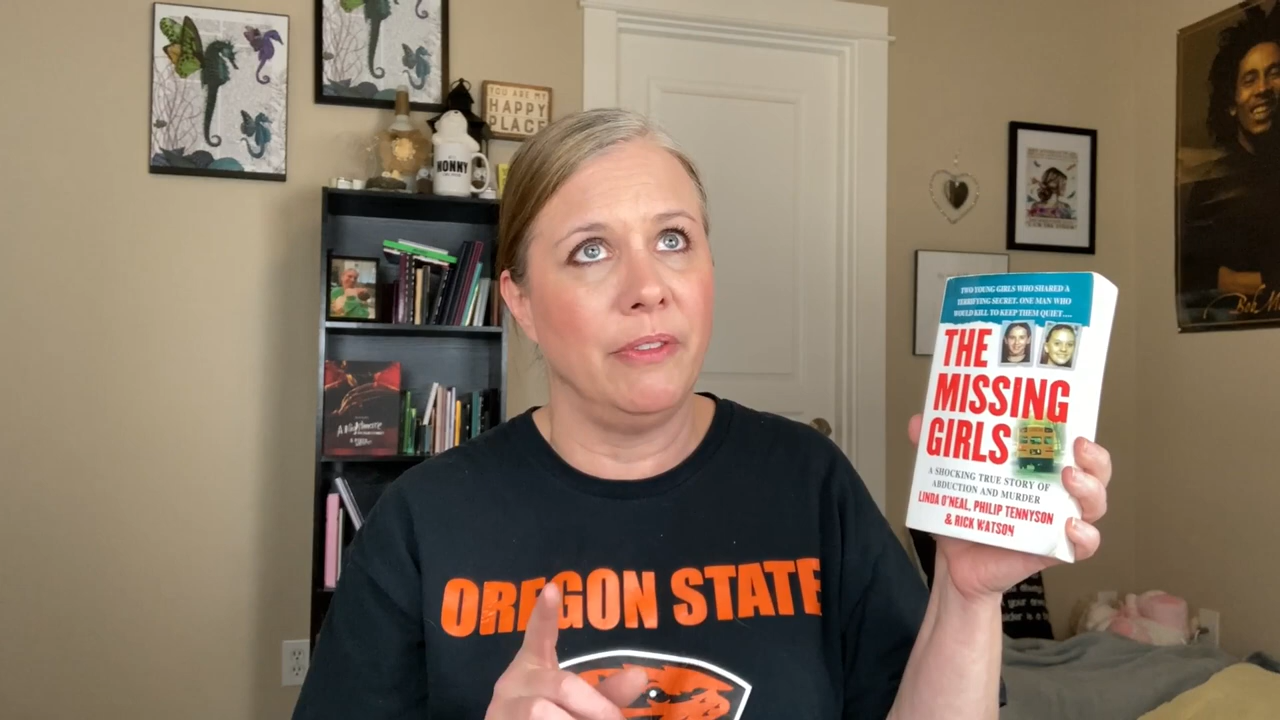 YOU ARE MY
HAPPY
PLACE
NONNY
TWO YOUNG GIRLS WHO SHARED A
TERRIFYING SECRET. ONE MAN WHO
WOULD KILL TO KEEP THEM QUIET....
THE
MISSING
GIRLS
A SHOCKING TRUE STORY OF
ABDUCTION AND MURDER
LINDA O'NEAL, PHILIP TENNYSON
& RICK WATSON
OREGON STATE